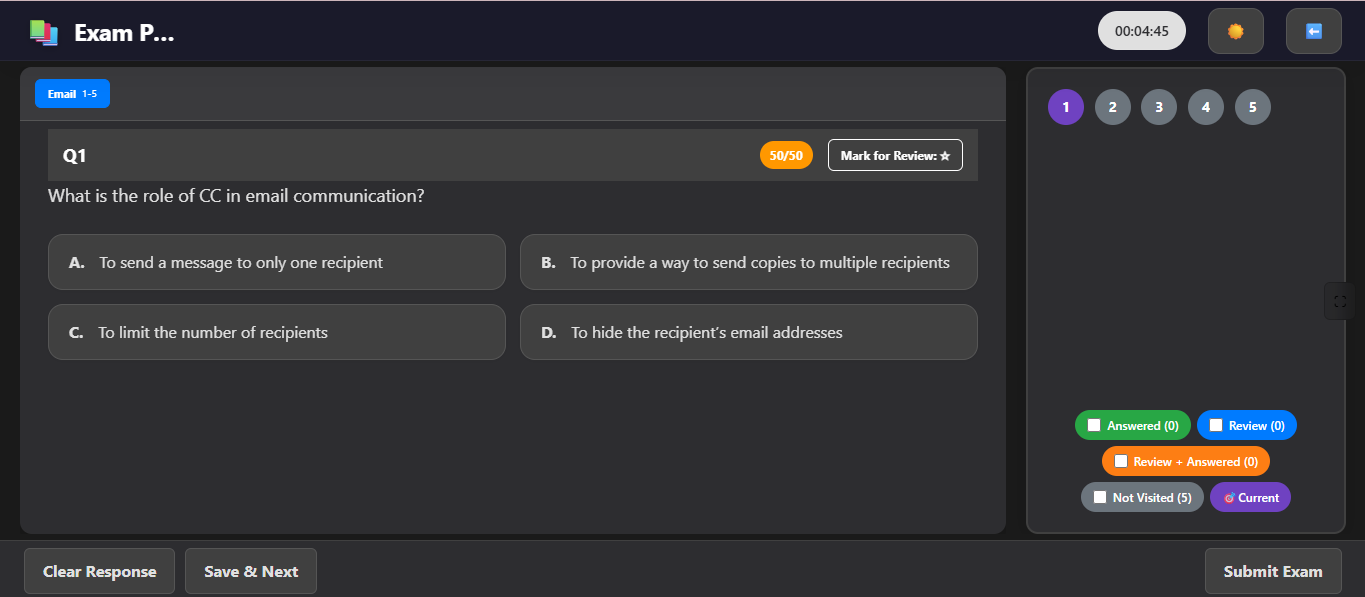 Exam P...
00:04:45
Email 1-5
Q1
50/50
Mark for Review: ☆
What is the role of CC in email communication?
A. To send a message to only one recipient
B. To provide a way to send copies to multiple recipients
C. To limit the number of recipients
D. To hide the recipient's email addresses
1 2 3 4 5
Answered (0)
Review (0)
Review + Answered (0)
Not Visited (5)
Current
Clear Response
Save & Next
Submit Exam